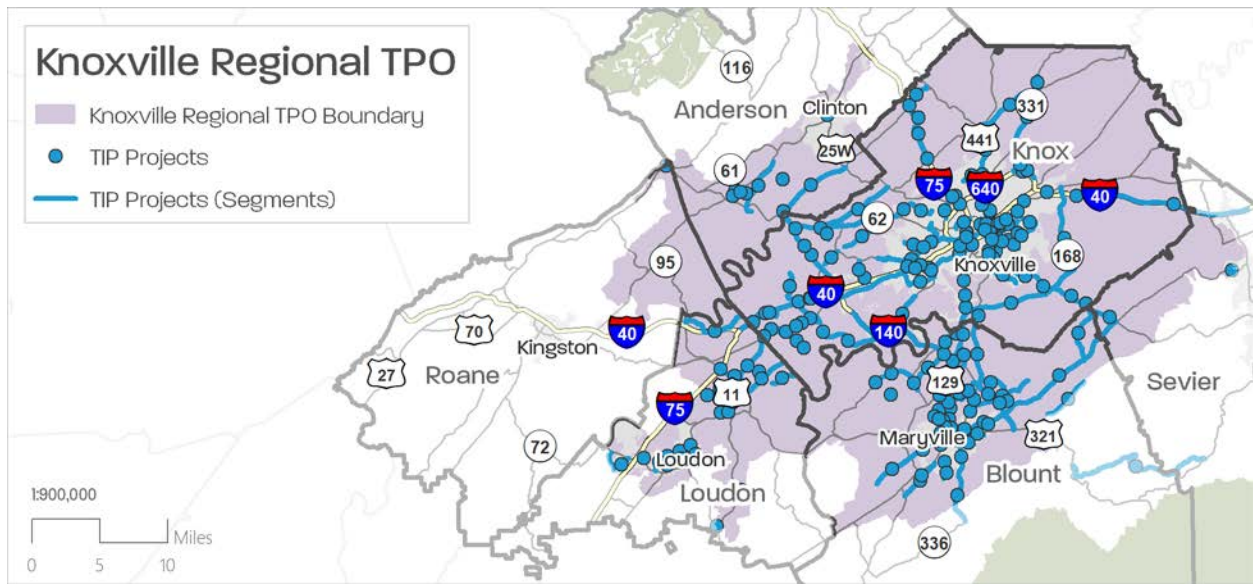 Knoxville Regional TPO
Knoxville Regional TPO Boundary
TIP Projects
TIP Projects (Segments)
116
Anderson
Clinton
331
441
25W
Knox
61
75
640
40
62
95
Knoxville
168
40
70
Kingston
40
140
27
Roane
129
Sevier
11
75
Maryville
321
72
Loudon
Blount
Loudon
336
1:900,000
Miles
0 5 10